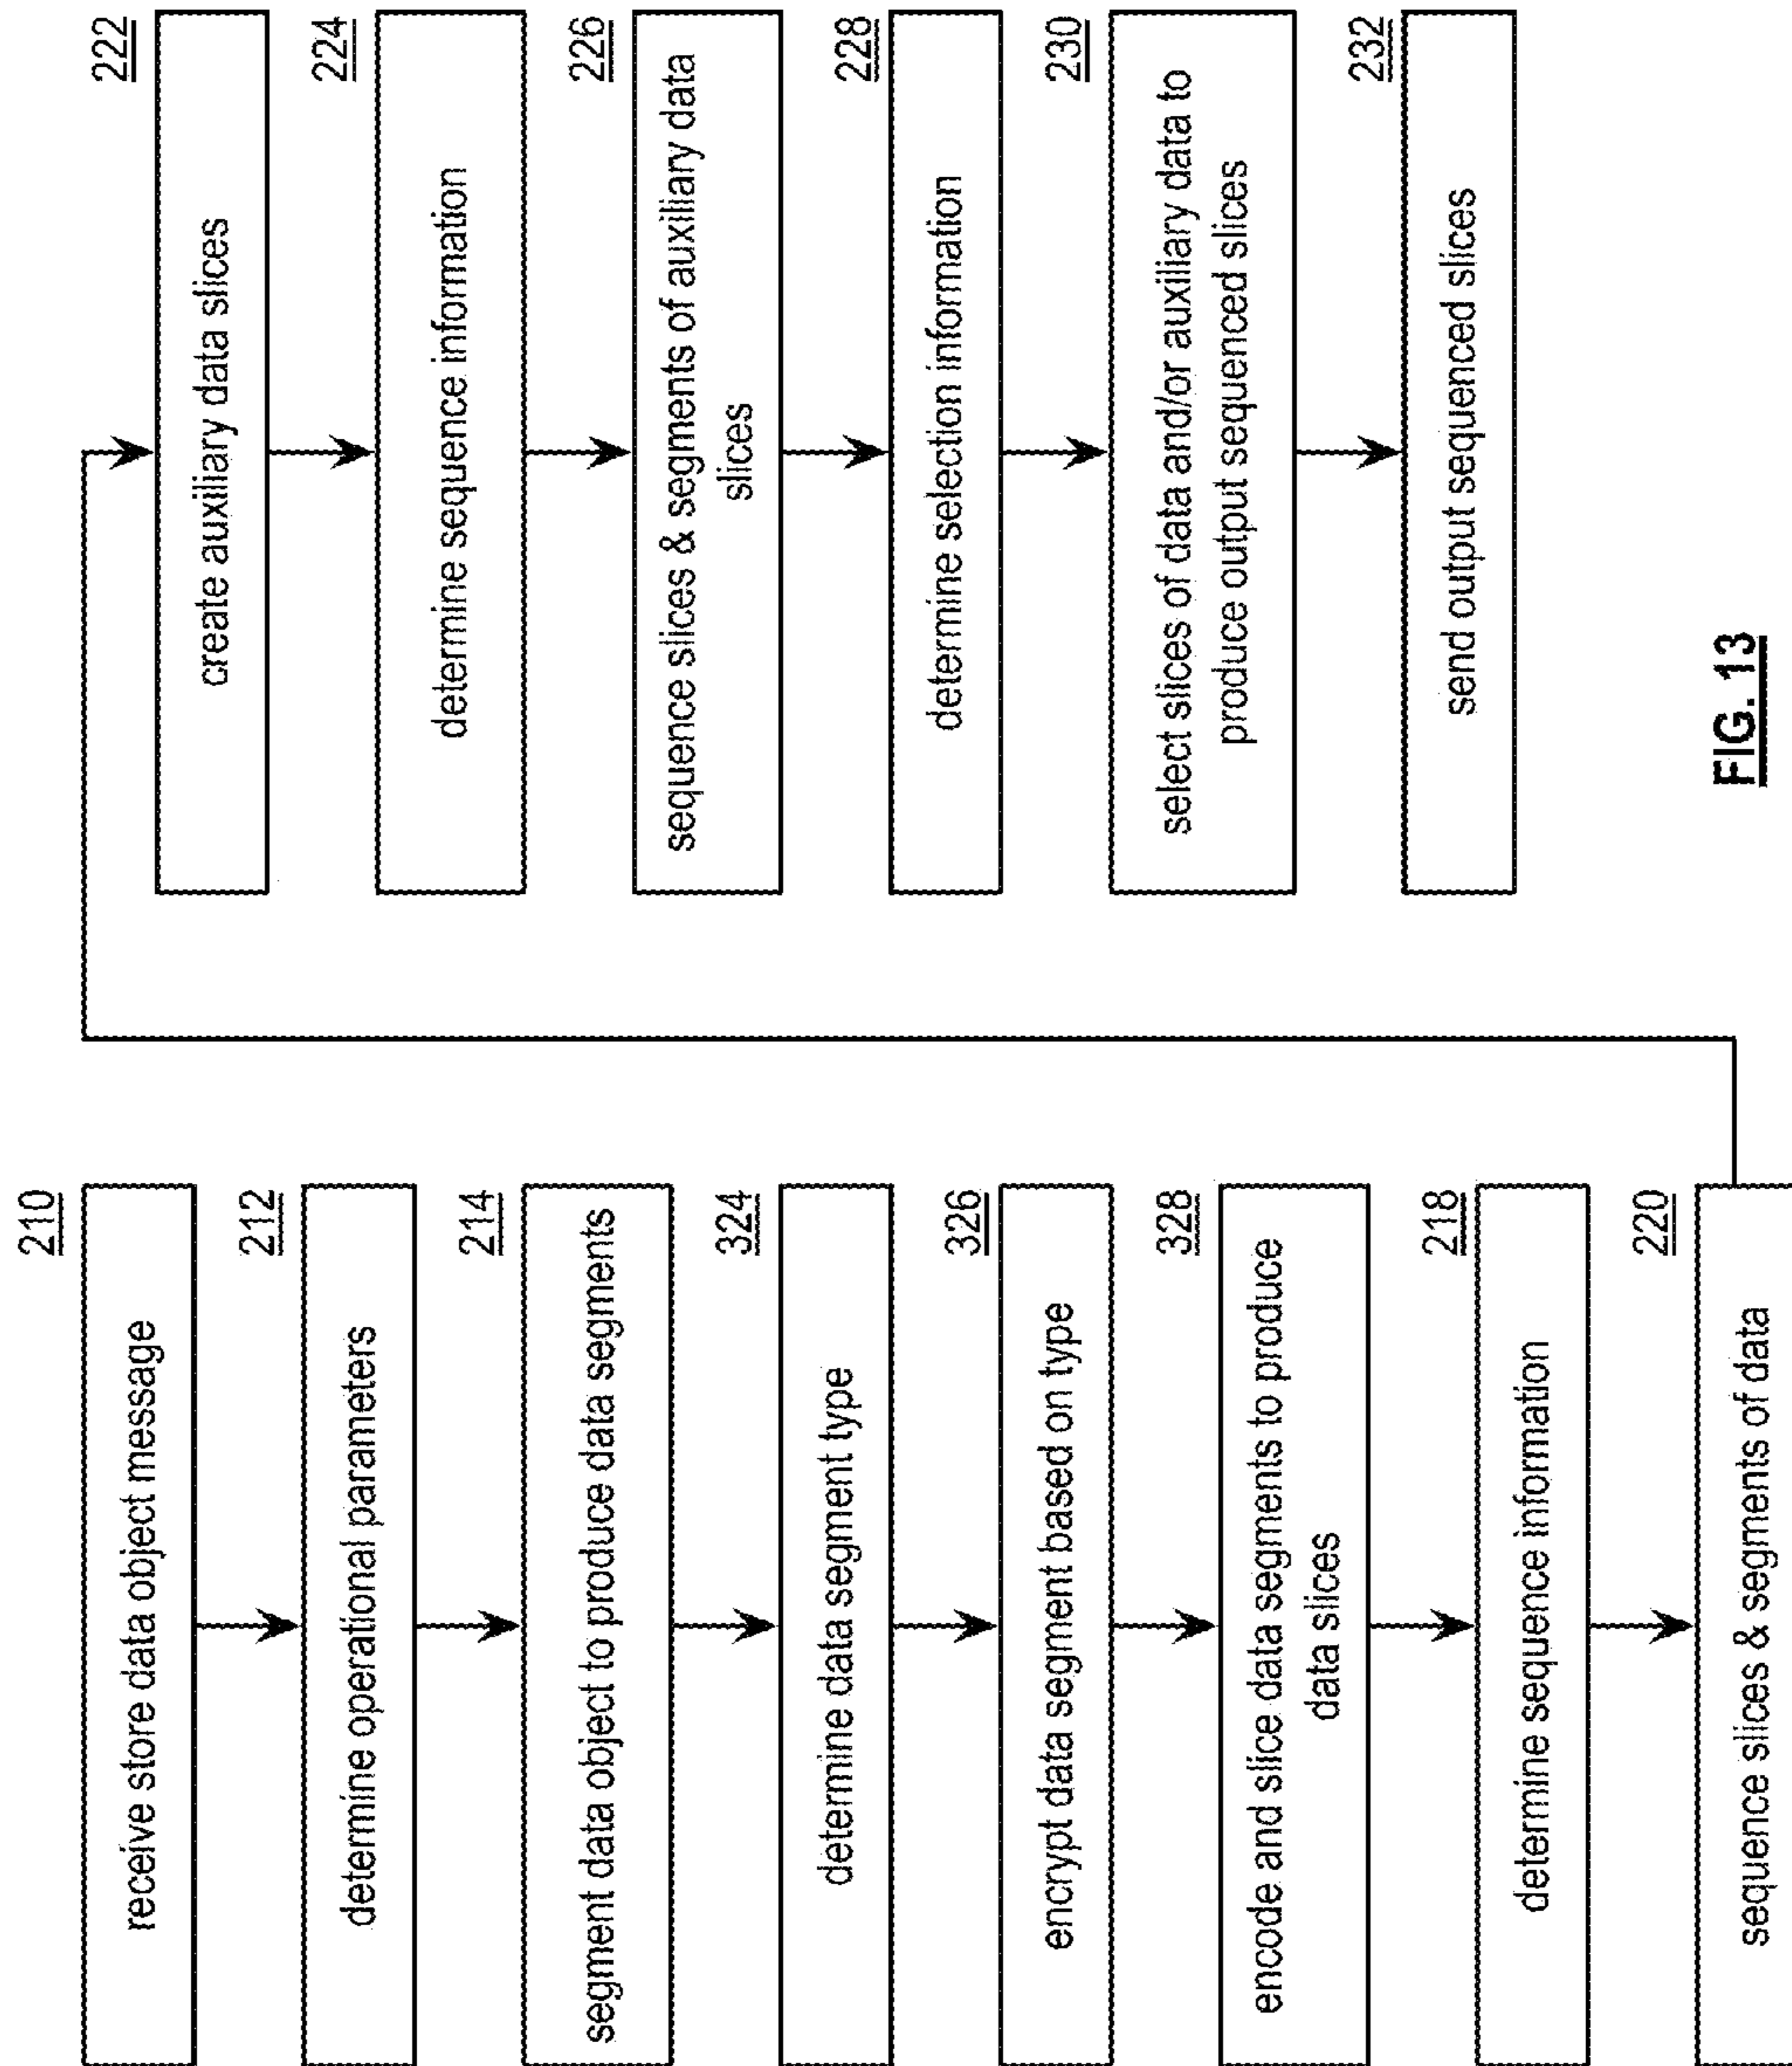 210
receive store data object message
212
determine operational parameters
214
segment data object to produce data segments
324
determine data segment type
326
encrypt data segment based on type
328
encode and slice data segments to produce
data slices
218
determine sequence information
220
sequence slices & segments of data
222
create auxiliary data slices
224
determine sequence information
226
sequence slices & segments of auxiliary data
slices
228
determine selection information
230
select slices of data and/or auxiliary data to
produce output sequenced slices
232
send output sequenced slices
FIG. 13